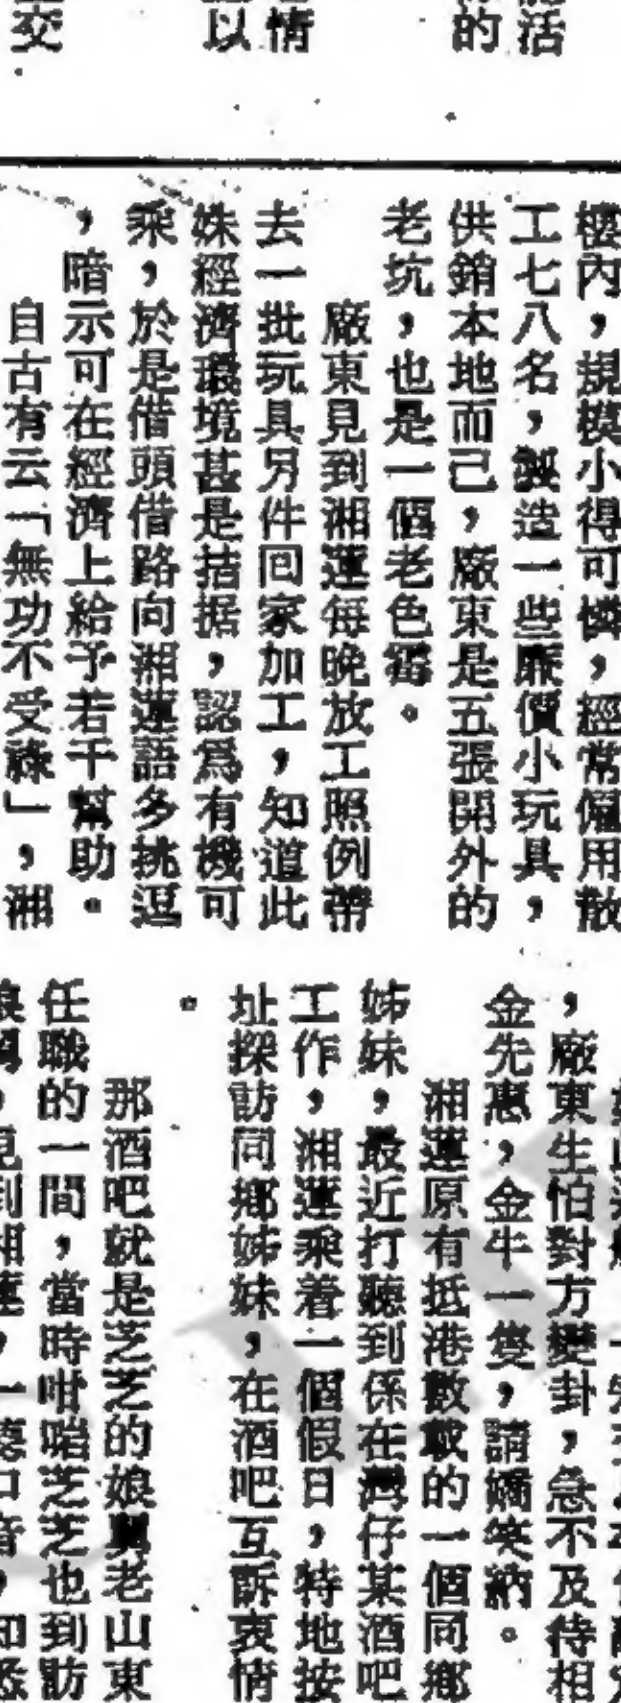 活
的
情
以
交
樓內，規模小得可憐，經常僱用散
工七八名，製造一些廉價小玩具，
供銷本地而已，廠東是五張開外的
老坑，也是一個老色
廠東見到湘蓮每晚放工照例帶
去一批玩具另件回家加工，知道此
姝經濟環境甚是拮据，認爲有機可
乘，於是借頭借路向湘蓮語多挑逗
，暗示可在經濟上給予若干幫助。
自古有云「無功不受祿」，湘
，廠東生怕對方變卦，急不及待相
金先惠，金牛一隻，請嬌笑納。
湘蓮原有抵港數載的一個同鄉
姊妹，最近打聽到係在灣仔某酒吧
工作，湘蓮乘着一個假日，特地按
址探訪同鄉姊妹，在酒吧互訴衷情
。
那酒吧就是芝芝的娘舅老山東
任職的一間，當時啱啱芝芝也到訪
見到湘蓮，一聽口音，知悉